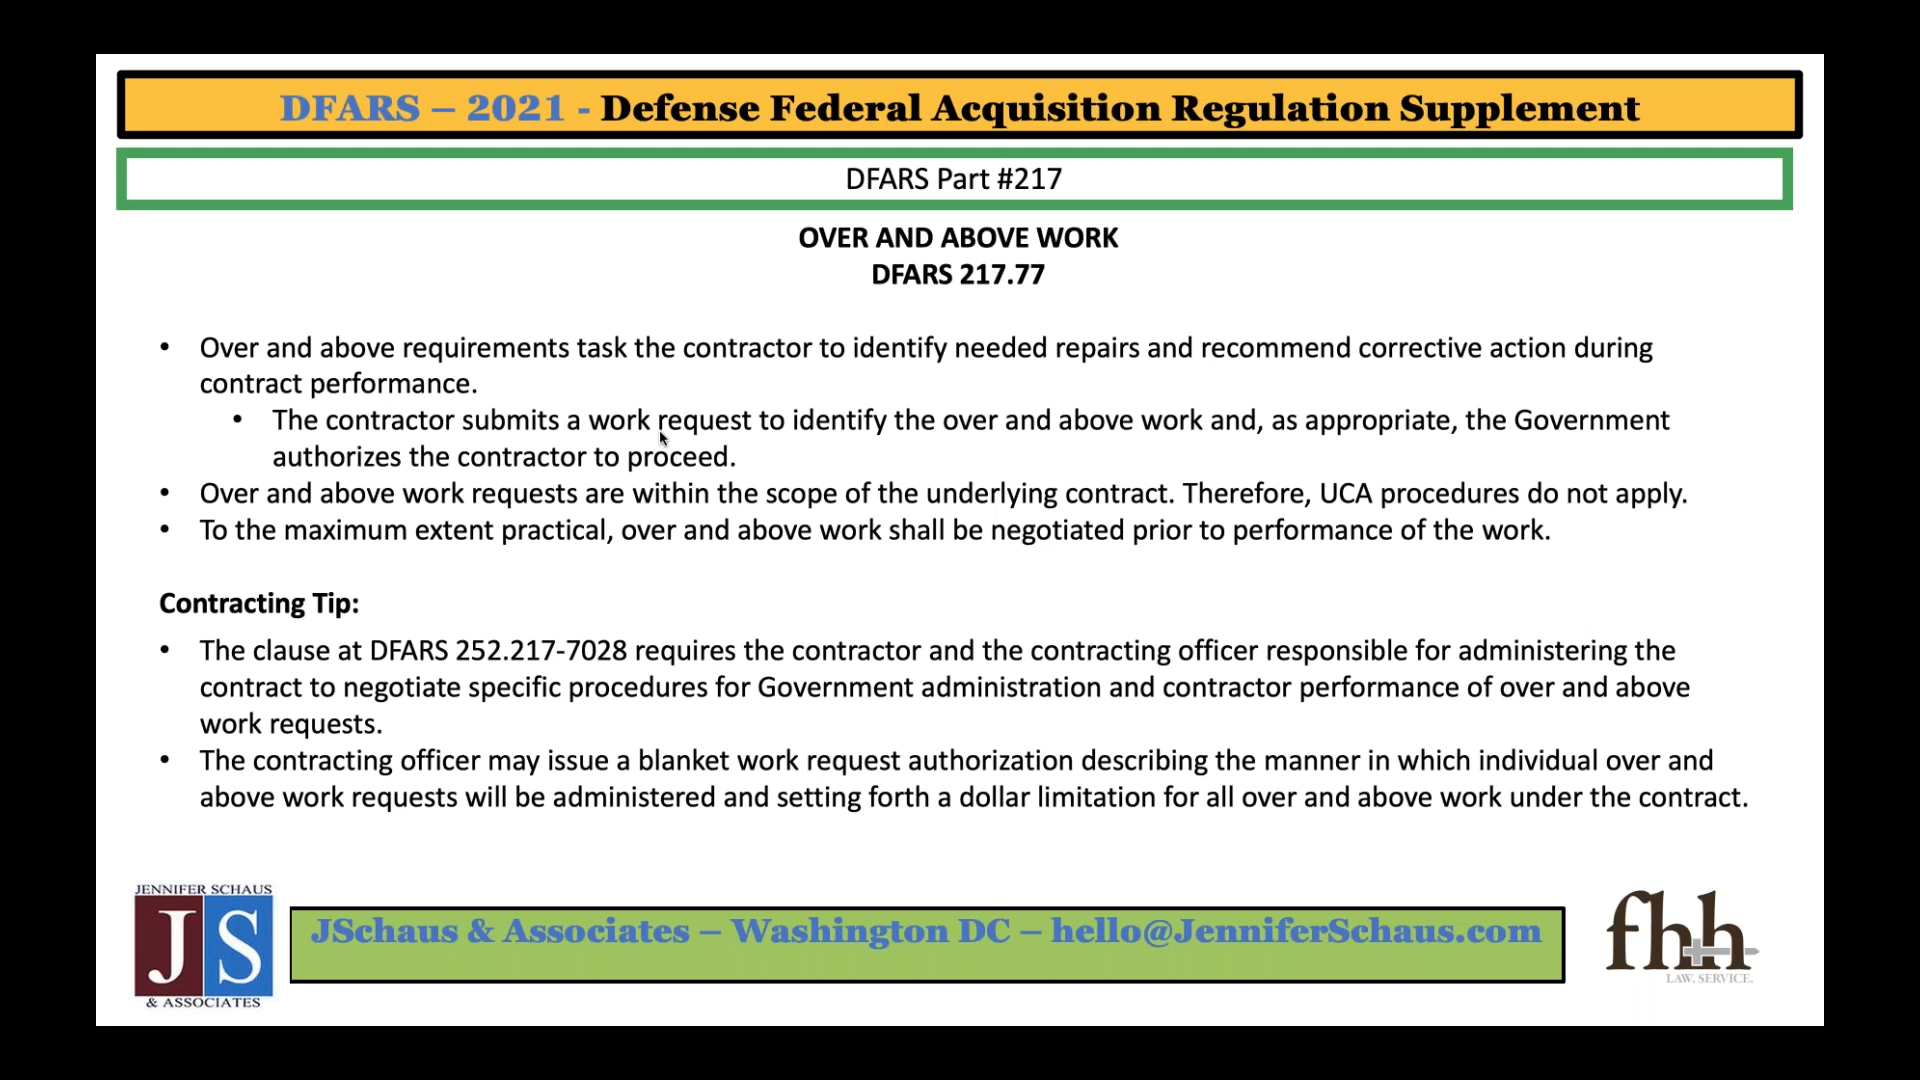 DFARS – 2021 - Defense Federal Acquisition Regulation Supplement
DFARS Part #217
OVER AND ABOVE WORK
DFARS 217.77
• Over and above requirements task the contractor to identify needed repairs and recommend corrective action during
contract performance.
• The contractor submits a work request to identify the over and above work and, as appropriate, the Government
authorizes the contractor to proceed.
• Over and above work requests are within the scope of the underlying contract. Therefore, UCA procedures do not apply.
• To the maximum extent practical, over and above work shall be negotiated prior to performance of the work.
Contracting Tip:
• The clause at DFARS 252.217-7028 requires the contractor and the contracting officer responsible for administering the
contract to negotiate specific procedures for Government administration and contractor performance of over and above
work requests.
• The contracting officer may issue a blanket work request authorization describing the manner in which individual over and
above work requests will be administered and setting forth a dollar limitation for all over and above work under the contract.
JENNIFER SCHAUS
JS
& ASSOCIATES
JSchaus & Associates – Washington DC – hello@JenniferSchaus.com
fhh
LAW. SERVICE.